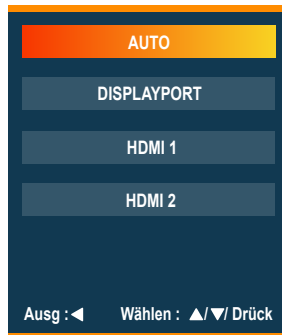 AUTO
DISPLAYPORT
HDMI 1
HDMI 2
Ausg :◀ Wählen : ▲/▼/ Drück